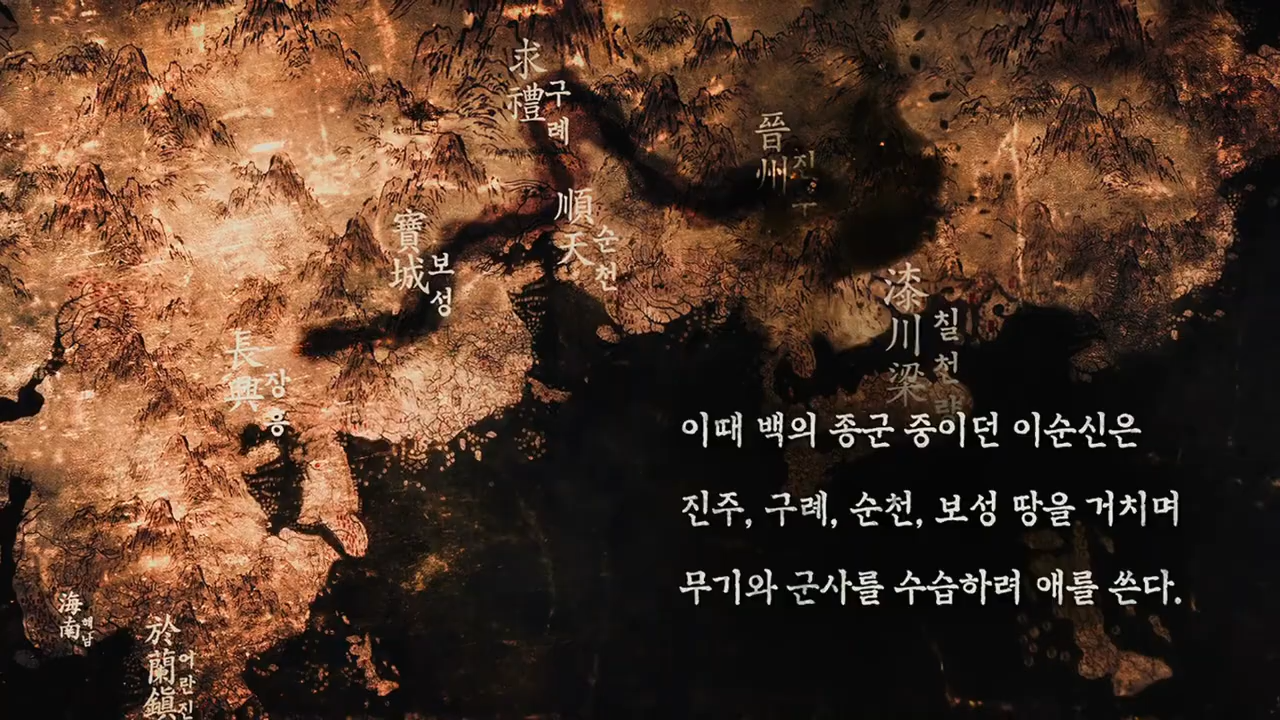 求禮
구례
晉州
진주
順天
순천
寶城
보성
漆川梁
칠천량
長興
장흥
이때 백의 종군 중이던 이순신은
진주, 구례, 순천, 보성 땅을 거치며
무기와 군사를 수습하려 애를 쓴다.
海南
해남
於蘭鎭
어란진